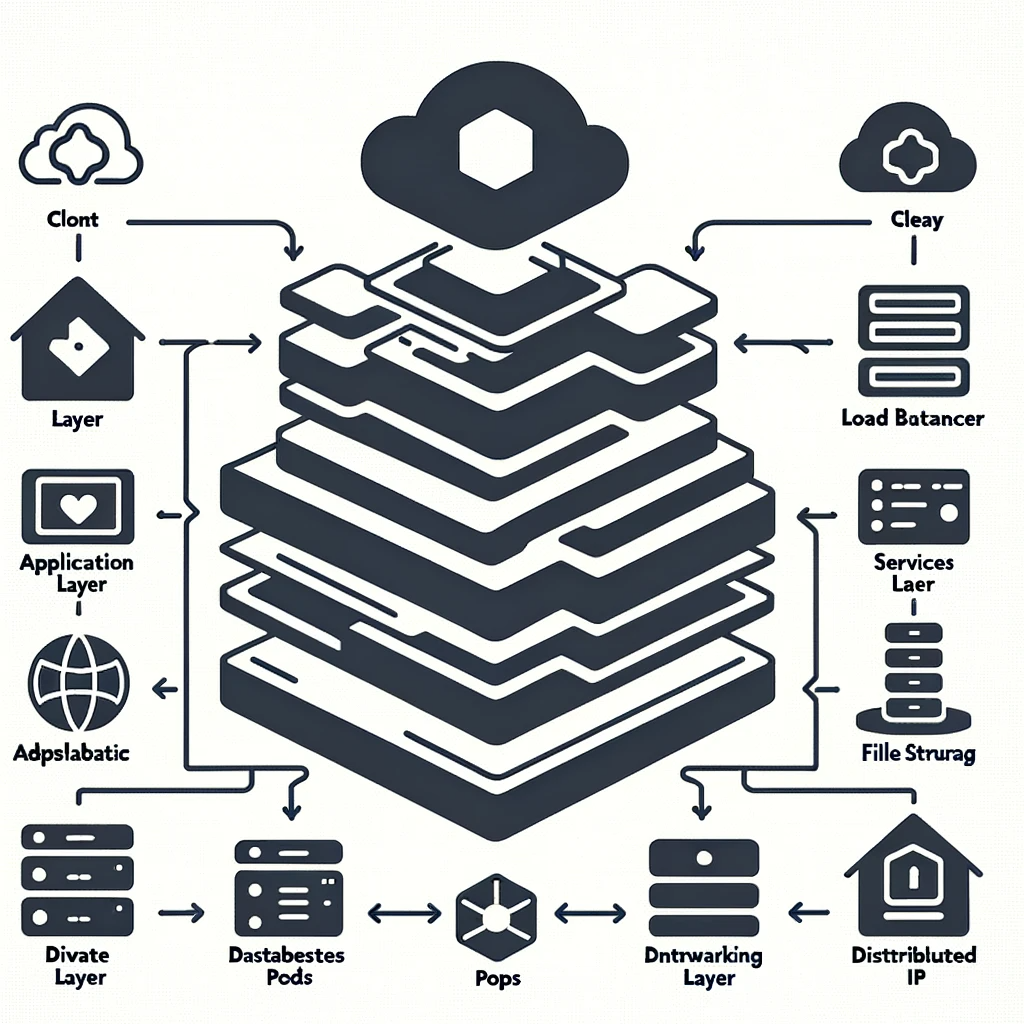 Clont
Cleay
Layer
Load Batancer
Application
Layer
Services
Laer
Adpslabatic
Fille Strurag
Divate
Layer
Dastabestes
Pods
Pops
Dntrwarking
Layer
Disttribluted
IP